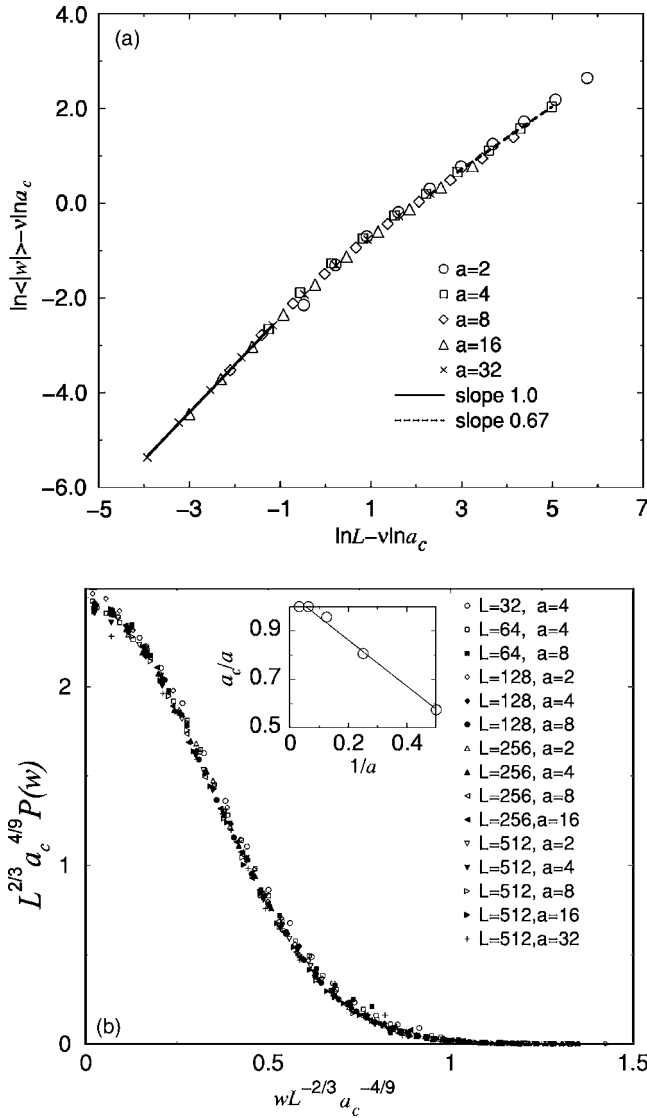 (a)
4.0
2.0
0.0
−2.0
−4.0
−6.0
ln<|w|>−νlna_c
a=2
a=4
a=8
a=16
a=32
slope 1.0
slope 0.67
−5 −3 −1 1 3 5 7
lnL−νlna_c
L=32, a=4
L=64, a=4
L=64, a=8
L=128, a=2
L=128, a=4
L=128, a=8
L=256, a=2
L=256, a=4
L=256, a=8
L=256,a=16
L=512, a=2
L=512, a=4
L=512, a=8
L=512,a=16
L=512,a=32
0.9
0.7
0.5
a_c/a
0 0.2 0.4
1/a
2
1
0
L^{2/3} a_c^{4/9} P(w)
(b)
0 0.5 1 1.5
wL^{−2/3} a_c^{−4/9}